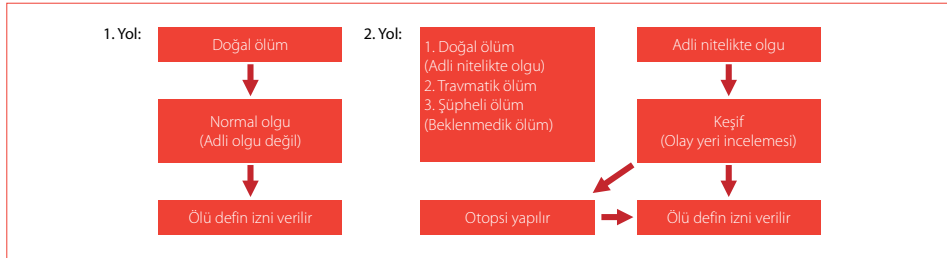 1. Yol:
Doğal ölüm
Normal olgu
(Adli olgu değil)
Ölü defin izni verilir
2. Yol:
1. Doğal ölüm
(Adli nitelikte olgu)
2. Travmatik ölüm
3. Şüpheli ölüm
(Beklenmedik ölüm)
Adli nitelikte olgu
Keşif
(Olay yeri incelemesi)
Otopsi yapılır
Ölü defin izni verilir